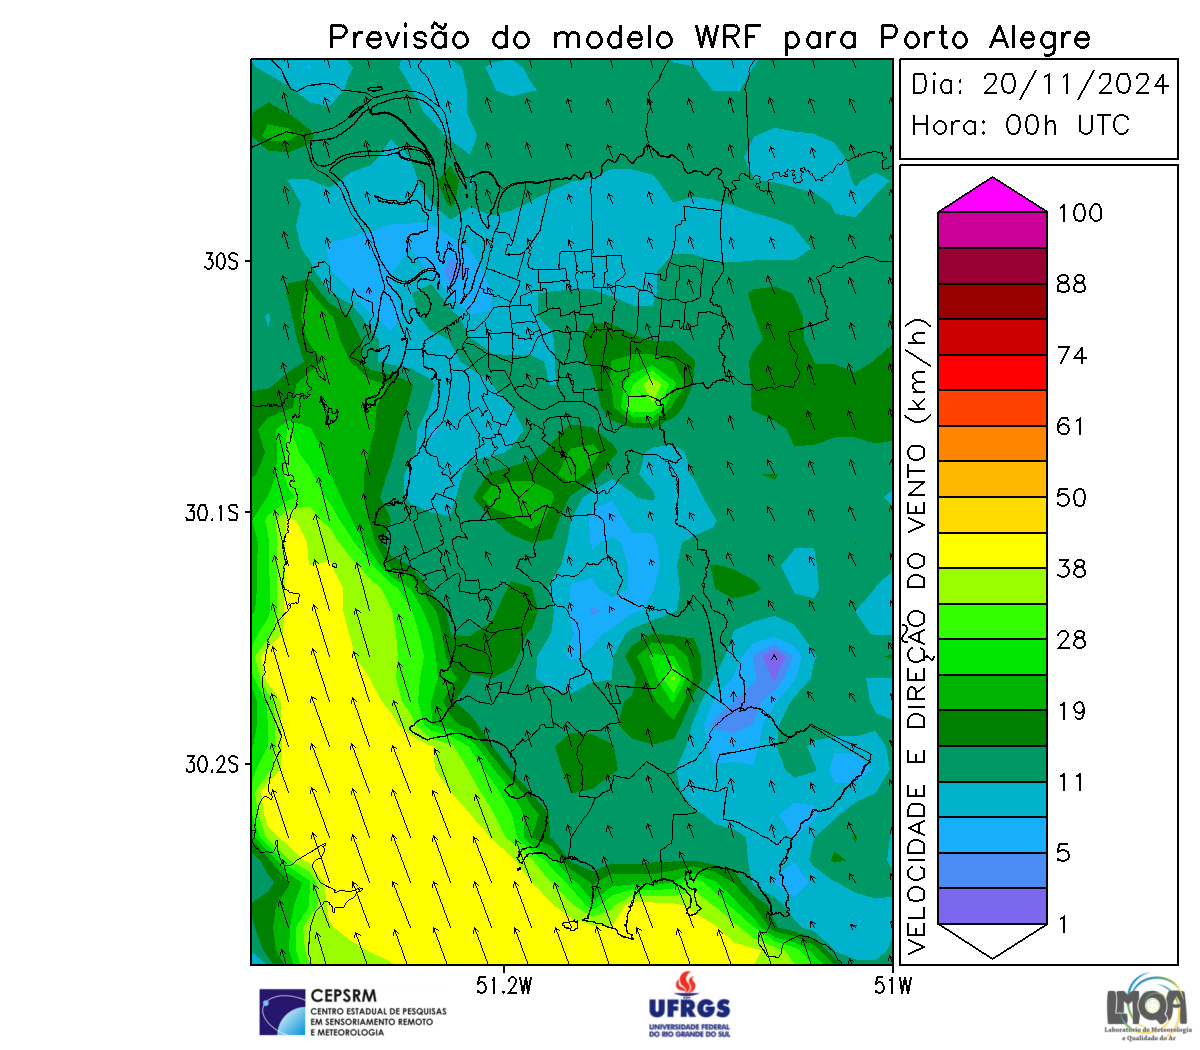 Previsão do modelo WRF para Porto Alegre
Dia: 20/11/2024
Hora: 00h UTC
VELOCIDADE E DIREÇÃO DO VENTO (km/h)
100
88
74
61
50
38
28
19
11
5
1
30S
30.1S
30.2S
51.2W
51W
CEPSRM
CENTRO ESTADUAL DE PESQUISAS
EM SENSORIAMENTO REMOTO
E METEOROLOGIA
UFRGS
UNIVERSIDADE FEDERAL
DO RIO GRANDE DO SUL
LMQA
Laboratório de Meteorologia
e Qualidade do Ar